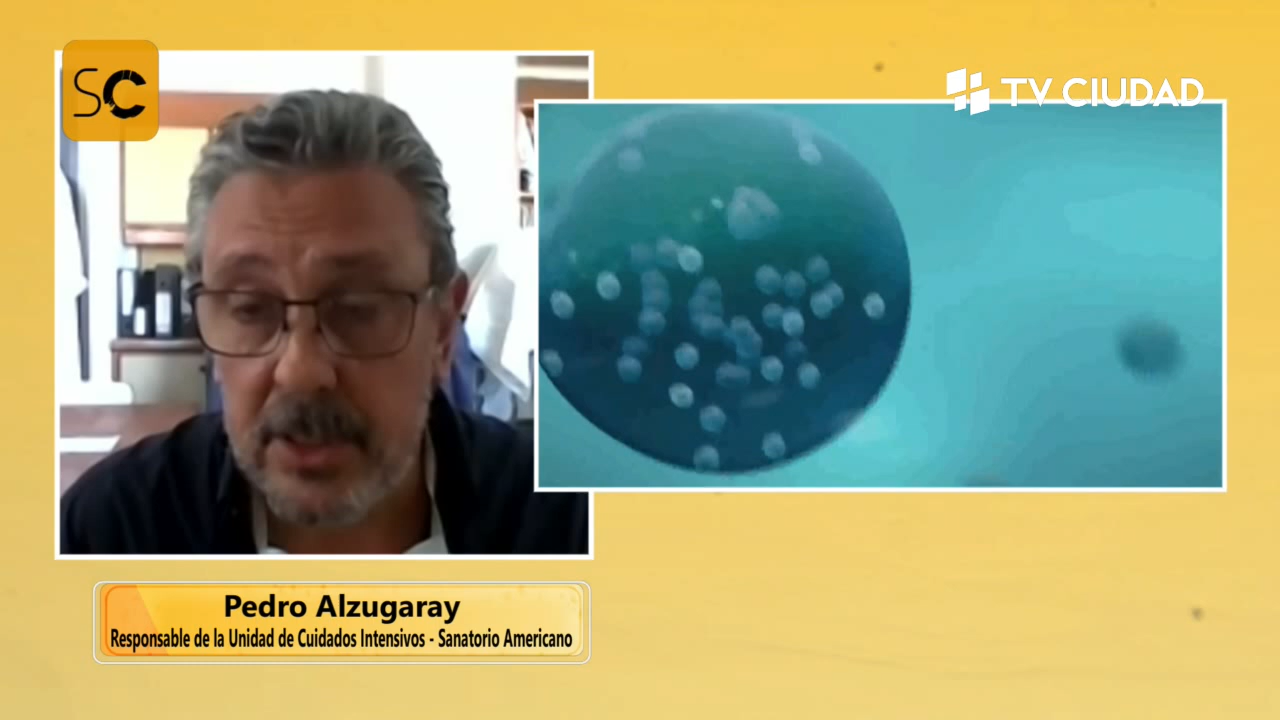 SC
TV CIUDAD
Pedro Alzugaray
Responsable de la Unidad de Cuidados Intensivos - Sanatorio Americano